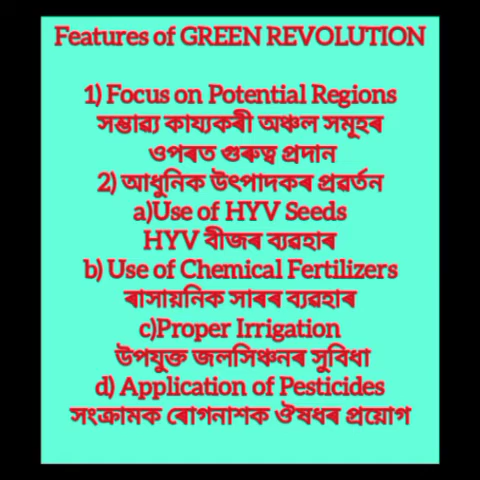 Features of GREEN REVOLUTION
1) Focus on Potential Regions
সম্ভাৱ্য কায্যকৰী অঞ্চল সমূহৰ
ওপৰত গুৰুত্ব প্ৰদান
2) আধুনিক উৎপাদকৰ প্ৰৱৰ্তন
a)Use of HYV Seeds
HYV বীজৰ ব্যৱহাৰ
b) Use of Chemical Fertilizers
ৰাসায়নিক সাৰৰ ব্যৱহাৰ
c)Proper Irrigation
উপযুক্ত জলসিঞ্চনৰ সুবিধা
d) Application of Pesticides
সংক্ৰামক ৰোগনাশক ঔষধৰ প্ৰয়োগ